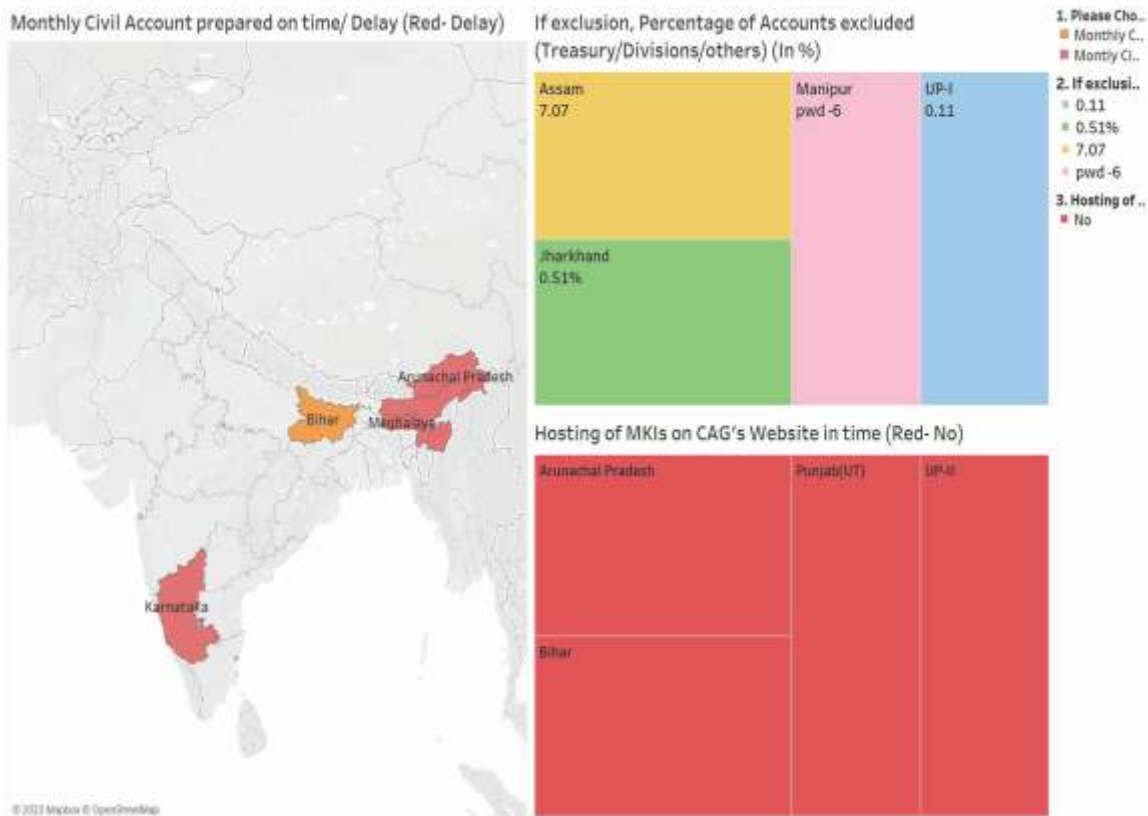 Monthly Civil Account prepared on time/ Delay (Red- Delay)
Arunachal Pradesh
Bihar
Meghalaya
Karnataka
© 2023 Mapbox © OpenStreetMap
If exclusion, Percentage of Accounts excluded
(Treasury/Divisions/others) (In %)
Assam
7.07
Manipur
pwd -6
UP-I
0.11
Jharkhand
0.51%
Hosting of MKIs on CAG's Website in time (Red- No)
Arunachal Pradesh
Punjab(UT)
UP-II
Bihar
1. Please Cho..
Monthly C..
Montly Ci..
2. If exclusi..
0.11
0.51%
7.07
pwd -6
3. Hosting of ..
No